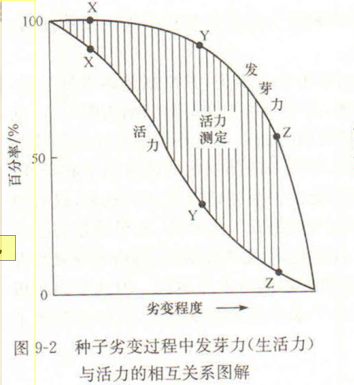 100
X
X
Y
发芽力
Z
活力
活力
测定
百分率/%
50
Y
Z
0
劣变程度
图 9-2 种子劣变过程中发芽力(生活力)
与活力的相互关系图解